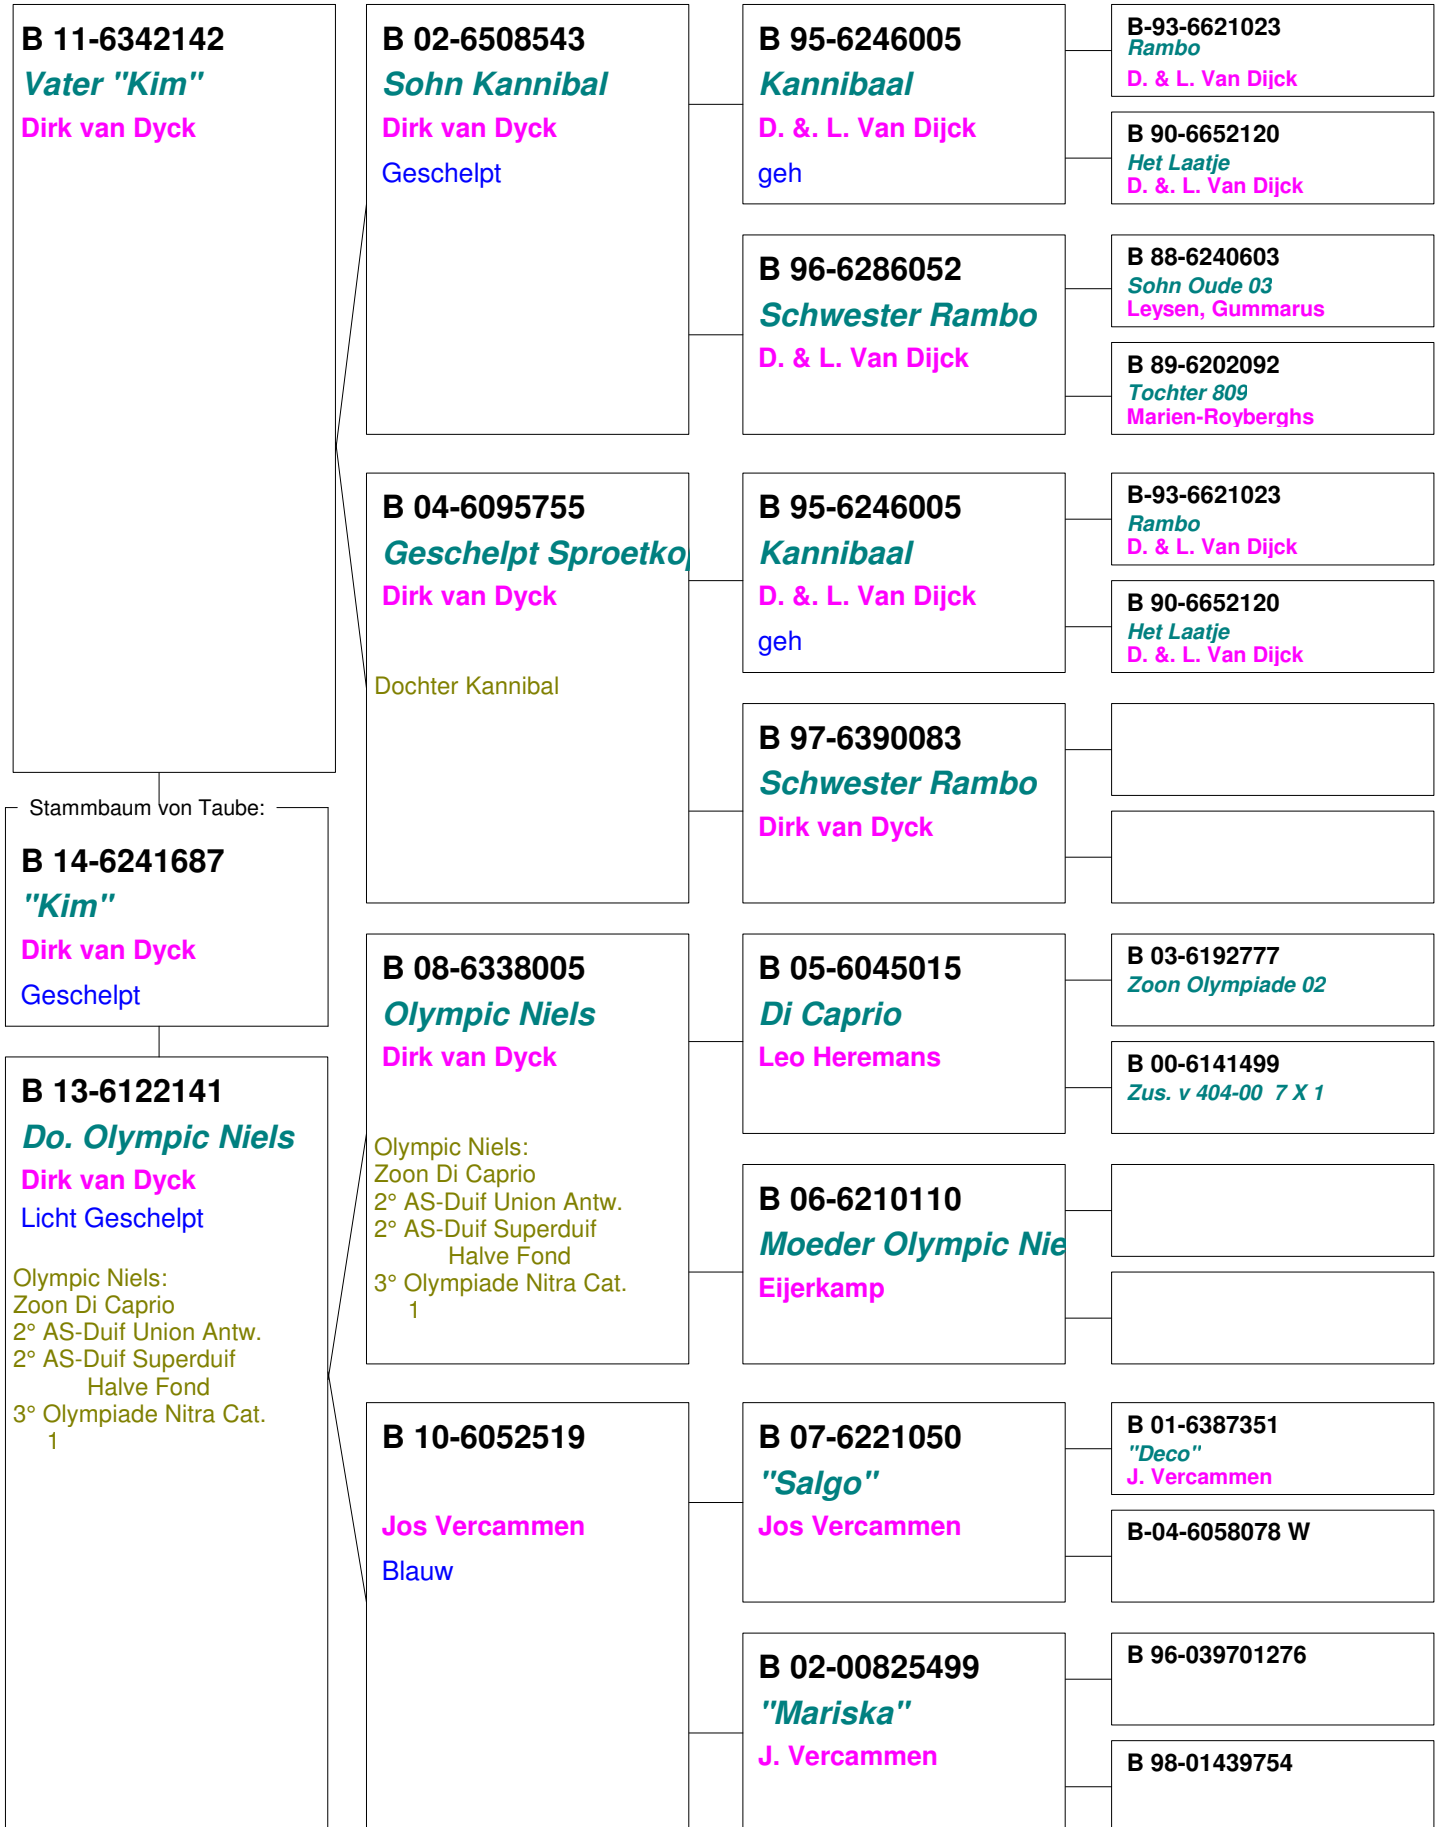 B 11-6342142
Vater "Kim"
Dirk van Dyck
Stammbaum von Taube:
B 14-6241687
"Kim"
Dirk van Dyck
Geschelpt
B 13-6122141
Do. Olympic Niels
Dirk van Dyck
Licht Geschelpt
Olympic Niels:
Zoon Di Caprio
2° AS-Duif Union Antw.
2° AS-Duif Superduif
Halve Fond
3° Olympiade Nitra Cat.
1
B 02-6508543
Sohn Kannibal
Dirk van Dyck
Geschelpt
B 04-6095755
Geschelpt Sproetkop
Dirk van Dyck
Dochter Kannibal
B 08-6338005
Olympic Niels
Dirk van Dyck
Olympic Niels:
Zoon Di Caprio
2° AS-Duif Union Antw.
2° AS-Duif Superduif
Halve Fond
3° Olympiade Nitra Cat.
1
B 10-6052519
Jos Vercammen
Blauw
B 95-6246005
Kannibaal
D. &. L. Van Dijck
geh
B 96-6286052
Schwester Rambo
D. & L. Van Dijck
B 95-6246005
Kannibaal
D. &. L. Van Dijck
geh
B 97-6390083
Schwester Rambo
Dirk van Dyck
B 05-6045015
Di Caprio
Leo Heremans
B 06-6210110
Moeder Olympic Nie
Eijerkamp
B 07-6221050
"Salgo"
Jos Vercammen
B 02-00825499
"Mariska"
J. Vercammen
B-93-6621023
Rambo
D. & L. Van Dijck
B 90-6652120
Het Laatje
D. &. L. Van Dijck
B 88-6240603
Sohn Oude 03
Leysen, Gummarus
B 89-6202092
Tochter 809
Marien-Royberghs
B-93-6621023
Rambo
D. & L. Van Dijck
B 90-6652120
Het Laatje
D. &. L. Van Dijck
B 03-6192777
Zoon Olympiade 02
B 00-6141499
Zus. v 404-00 7 X 1
B 01-6387351
"Deco"
J. Vercammen
B-04-6058078 W
B 96-039701276
B 98-01439754